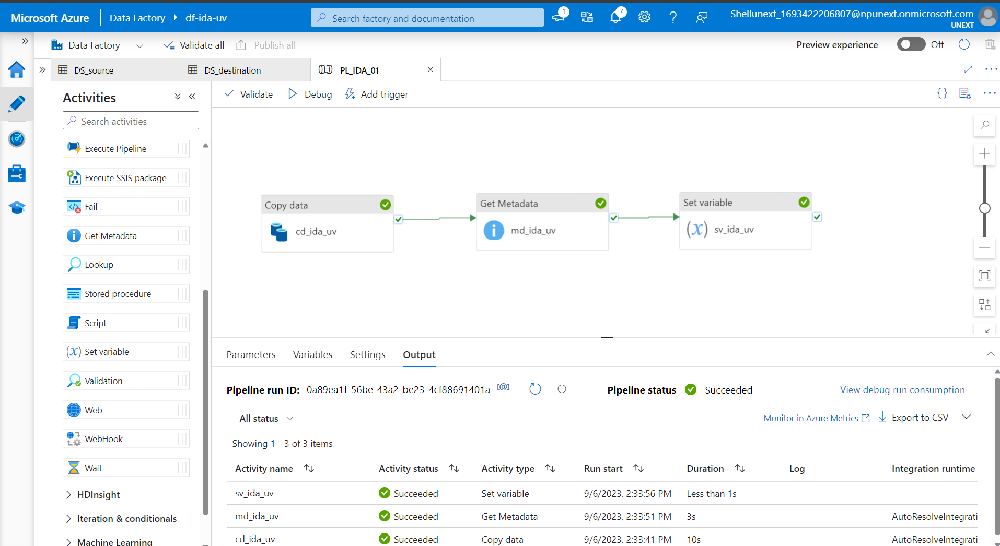 Microsoft Azure Data Factory df-ida-uv Search factory and documentation 1 7 Shellunext_1693422206807@npunext.onmicrosoft.com
UNEXT
Data Factory Validate all Publish all Preview experience Off
DS_source DS_destination PL_IDA_01
Activities Validate Debug Add trigger
Search activities
Execute Pipeline
Execute SSIS package
Fail
Get Metadata
Lookup
Stored procedure
Script
Set variable
Validation
Web
WebHook
Wait
HDInsight
Iteration & conditionals
Machine Learning
Copy data
cd_ida_uv
Get Metadata
md_ida_uv
Set variable
(x) sv_ida_uv
Parameters Variables Settings Output
Pipeline run ID: 0a89ea1f-56be-43a2-be23-4cf88691401a Pipeline status Succeeded View debug run consumption
All status Monitor in Azure Metrics Export to CSV
Showing 1 - 3 of 3 items
Activity name Activity status Activity type Run start Duration Log Integration runtime
sv_ida_uv Succeeded Set variable 9/6/2023, 2:33:56 PM Less than 1s
md_ida_uv Succeeded Get Metadata 9/6/2023, 2:33:51 PM 3s AutoResolveIntegrati
cd_ida_uv Succeeded Copy data 9/6/2023, 2:33:41 PM 10s AutoResolveIntegrati